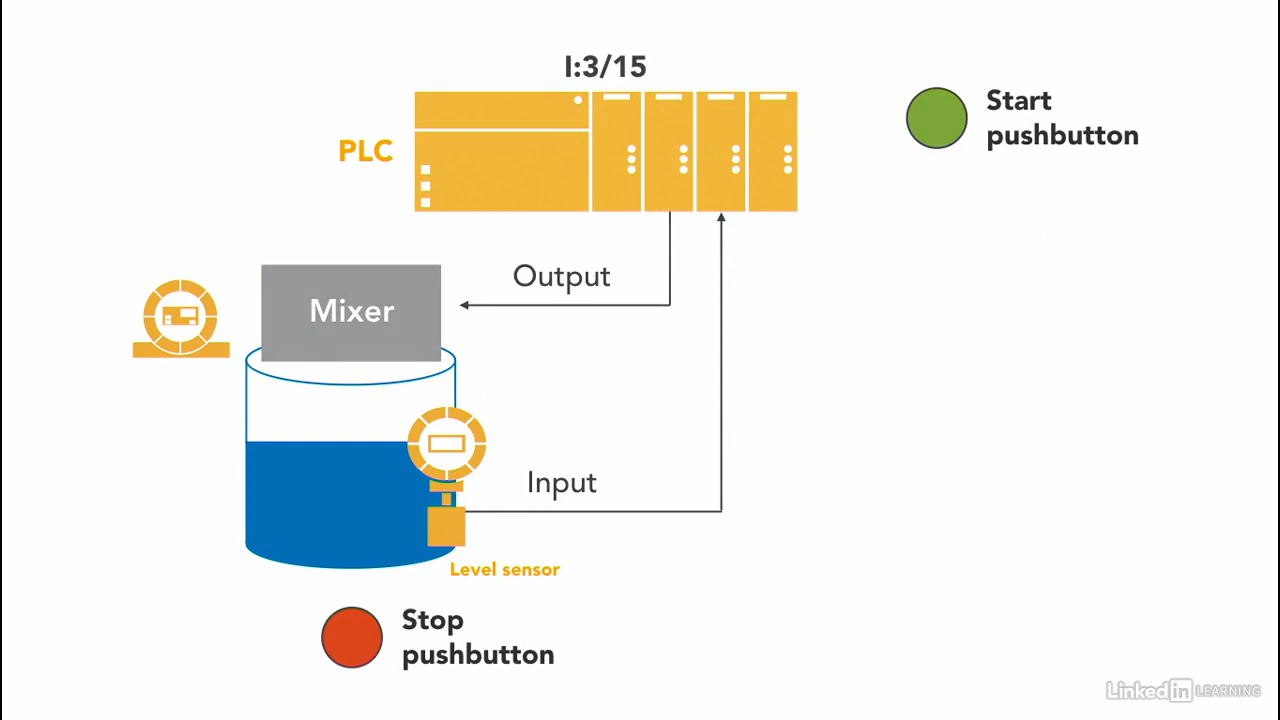 I:3/15
PLC
Start
pushbutton
Output
Mixer
Input
Level sensor
Stop
pushbutton
LinkedIn LEARNING